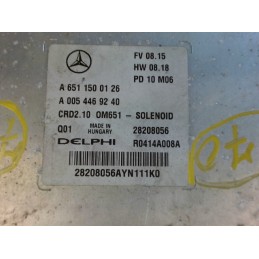 FV 08.15
A 651 150 01 26
HW 08.18
PD 10 M06
A 005 446 92 40
CRD2.10 OM651 - SOLENOID
Q01 MADE IN HUNGARY 28208056
DELPHI R0414A008A
28208056AYN111K0